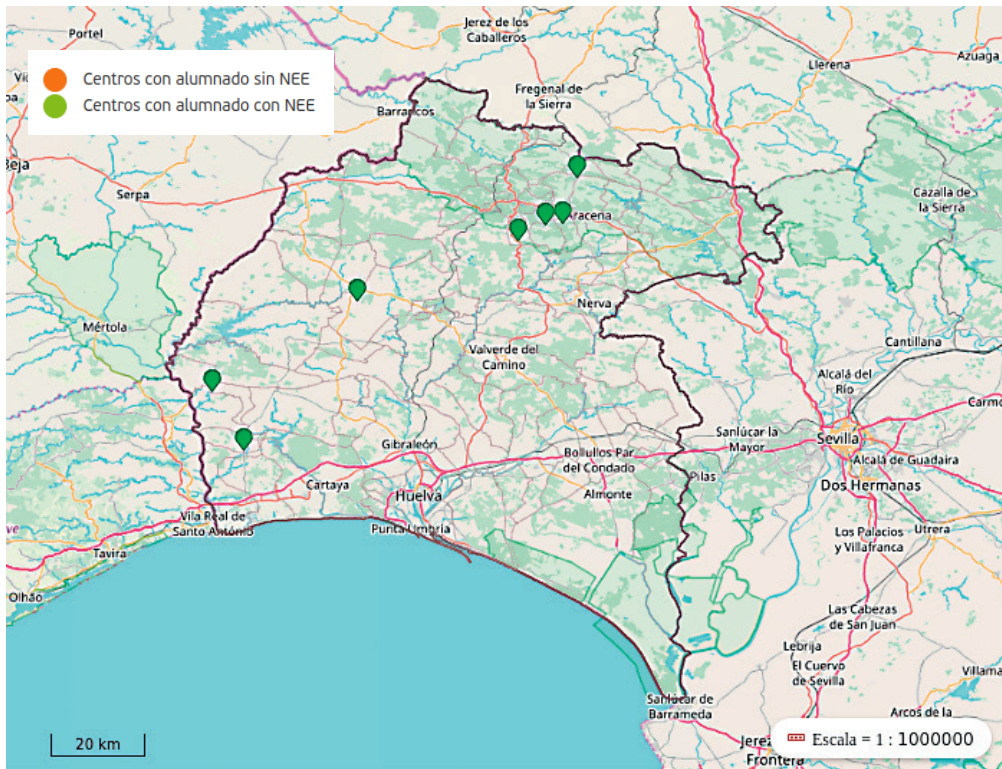 Portel
Jerez de los
Caballeros
Llerena
Azuaga
Centros con alumnado sin NEE
Centros con alumnado con NEE
Fregenal de
la Sierra
Barrancos
Beja
Serpa
Cazalla de
la Sierra
racena
Nerva
Mértola
Cantillana
Valverde del
Camino
Alcalá del
Río
Carmo
Gibraleón
Sanlúcar la
Mayor
Sevilla
Bollullos Par
del Condado
Alcalá de Guadaira
Cartaya
Huelva
Almonte
Pilas
Dos Hermanas
Vila Real de
Santo António
Punta Umbría
Los Palacios
y Villafranca
Utrera
Tavira
Olhão
Las Cabezas
de San Juan
Lebrija
El Cuervo
de Sevilla
Villama
Sanlúcar de
Barrameda
Arcos de la
20 km
Jerez
Frontera
Escala = 1 : 1000000